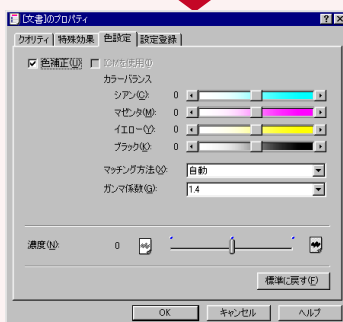 [文書]のプロパティ
クオリティ 特殊効果 色設定 設定登録
色補正(U) ICMを使用(I)
カラーバランス
シアン(C): 0
マゼンタ(M): 0
イエロー(Y): 0
ブラック(K): 0
マッチング方法(X): 自動
ガンマ係数(G): 1.4
濃度(N): 0
標準に戻す(F)
OK キャンセル ヘルプ